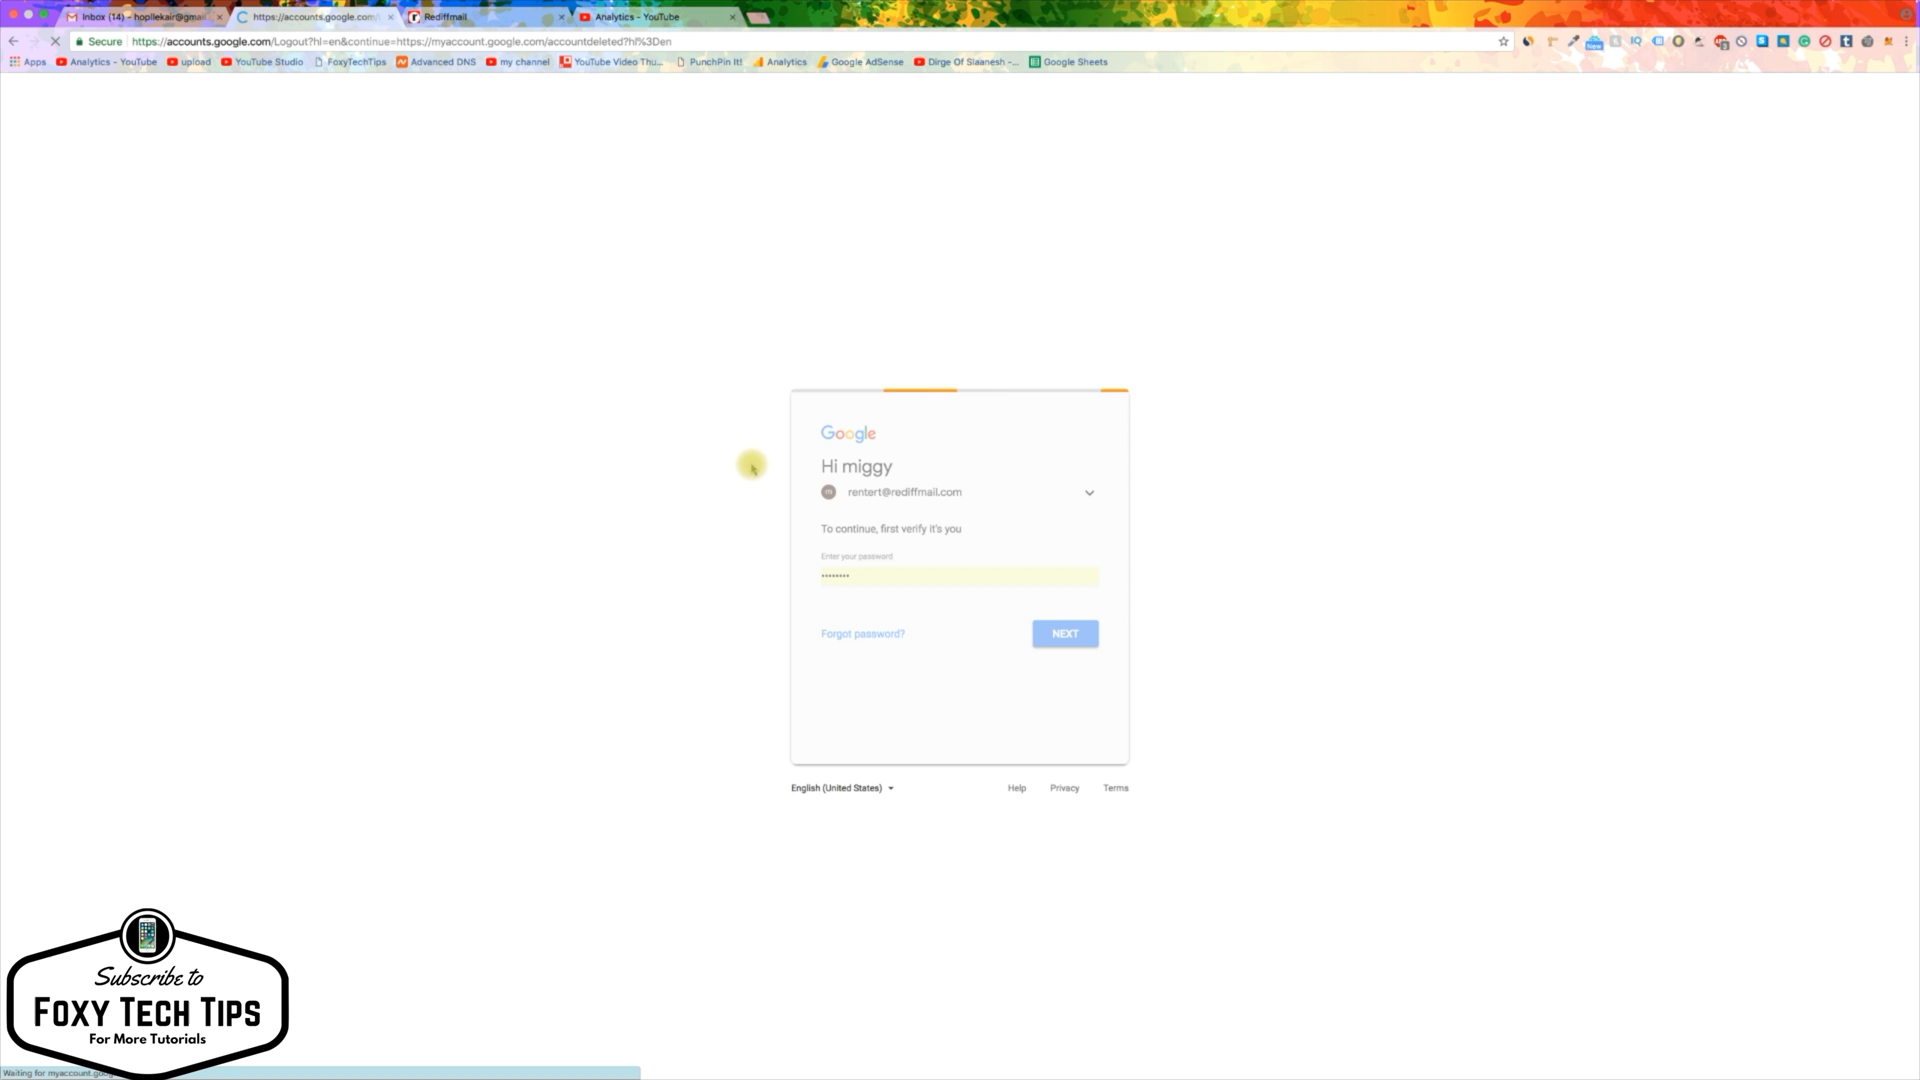 Inbox (14) - hopllekair@gmail
https://accounts.google.com/
Rediffmail
Analytics - YouTube
Secure https://accounts.google.com/Logout?hl=en&continue=https://myaccount.google.com/accountdeleted?hl%3Den
Apps Analytics - YouTube upload YouTube Studio FoxyTechTips Advanced DNS my channel YouTube Video Thu... PunchPin It! Analytics Google AdSense Dirge Of Slaanesh -... Google Sheets
Google
Hi miggy
rentert@rediffmail.com
To continue, first verify it's you
Enter your password
••••••••
Forgot password? NEXT
English (United States) Help Privacy Terms
Subscribe to
FOXY TECH TIPS
For More Tutorials
Waiting for myaccount.